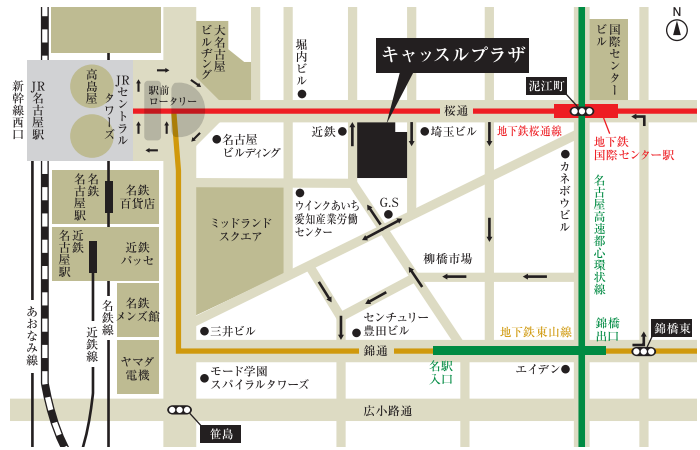 N
大名古屋
ビルヂング
堀内ビル
国際センター
ビル
キャッスルプラザ
泥江町
新幹線西口
JR名古屋駅
高島屋
JRセントラル
タワーズ
駅前
ロータリー
桜通
名古屋
ビルディング
近鉄
埼玉ビル
地下鉄桜通線
地下鉄
国際センター駅
カネボウビル
名古屋高速都心環状線
名鉄
名古屋駅
名鉄
百貨店
ミッドランド
スクエア
ウインクあいち
愛知産業労働
センター
G.S
近鉄
名古屋駅
近鉄
パッセ
柳橋市場
あおなみ線
近鉄線
名鉄線
名鉄
メンズ館
三井ビル
センチュリー
豊田ビル
地下鉄東山線
錦橋
出口
錦橋東
ヤマダ
電機
錦通
モード学園
スパイラルタワーズ
名駅
入口
エイデン
広小路通
笹島